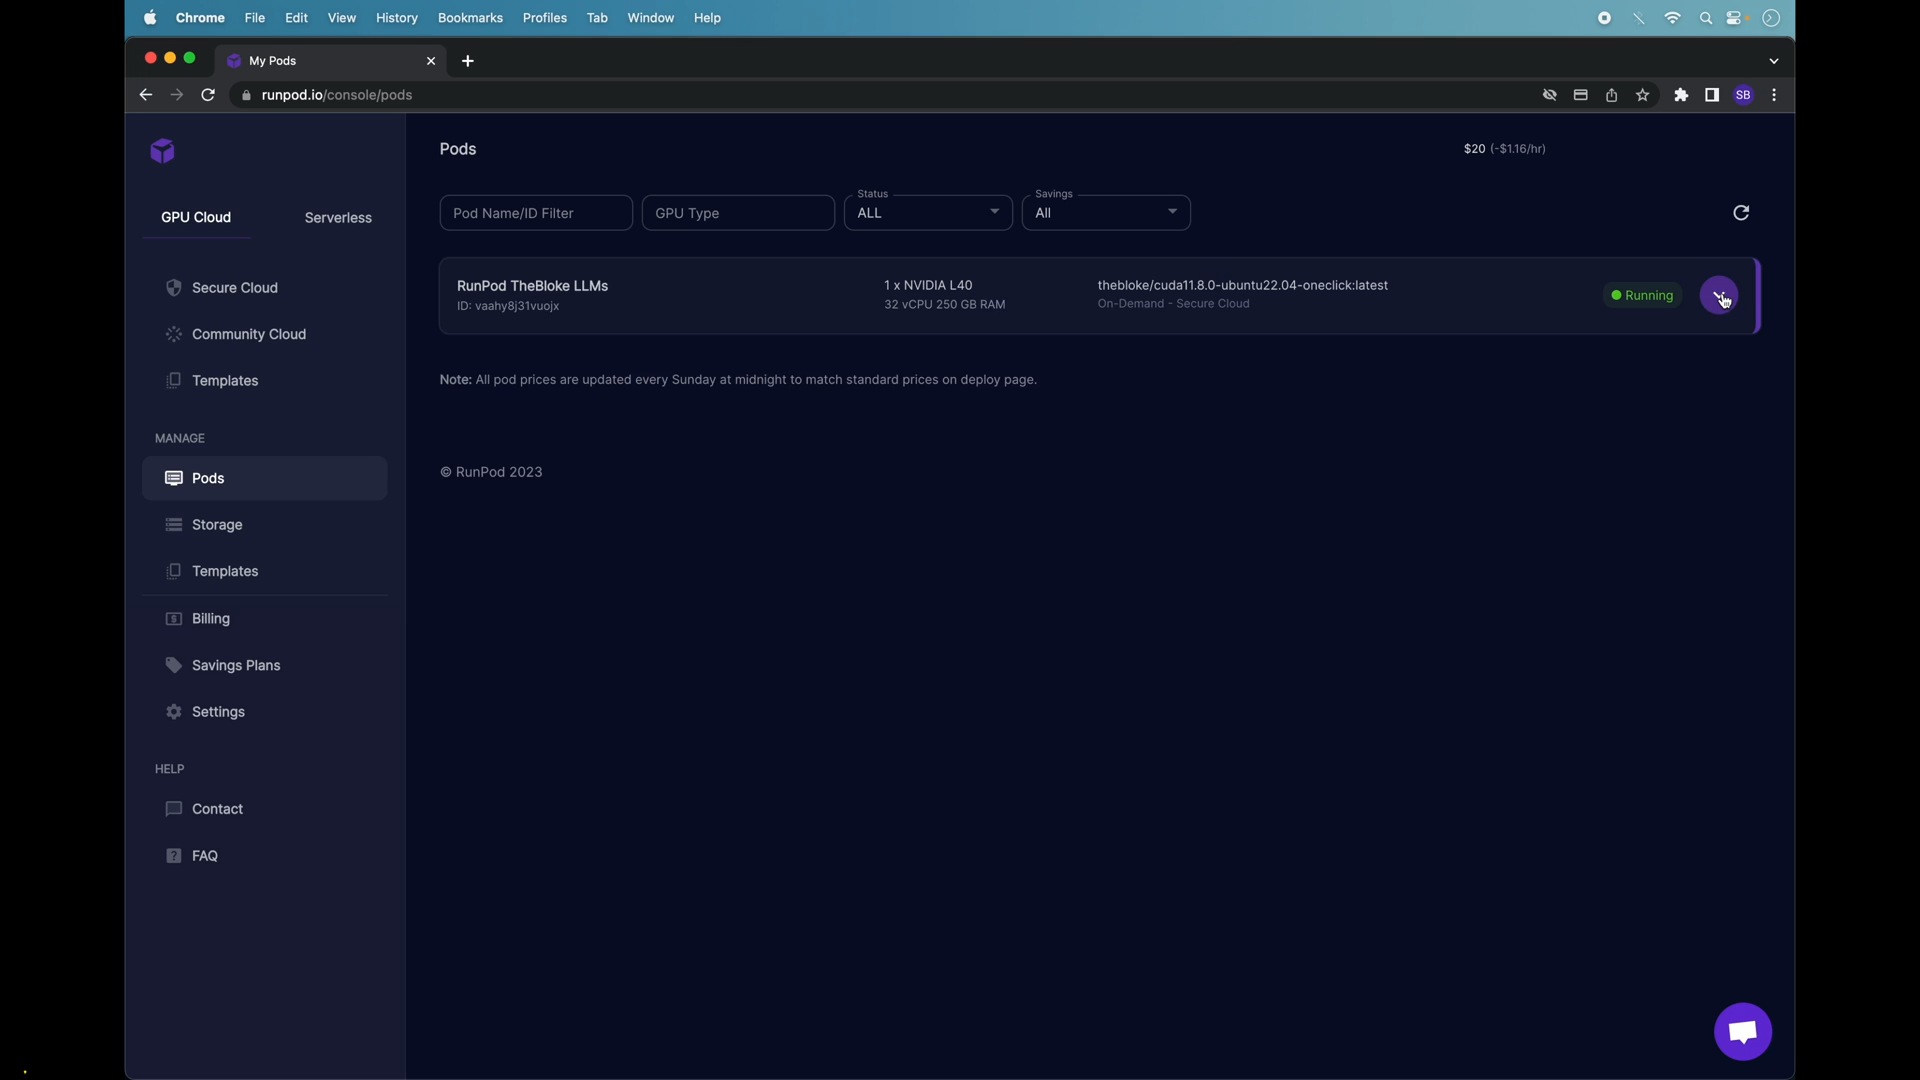 Chrome File Edit View History Bookmarks Profiles Tab Window Help
My Pods
runpod.io/console/pods
SB
Pods
$20 (-$1.16/hr)
GPU Cloud
Serverless
Pod Name/ID Filter
GPU Type
Status
ALL
Savings
All
Secure Cloud
Community Cloud
Templates
RunPod TheBloke LLMs
ID: vaahy8j31vuojx
1 x NVIDIA L40
32 vCPU 250 GB RAM
thebloke/cuda11.8.0-ubuntu22.04-oneclick:latest
On-Demand - Secure Cloud
Running
Note: All pod prices are updated every Sunday at midnight to match standard prices on deploy page.
MANAGE
Pods
© RunPod 2023
Storage
Templates
Billing
Savings Plans
Settings
HELP
Contact
FAQ